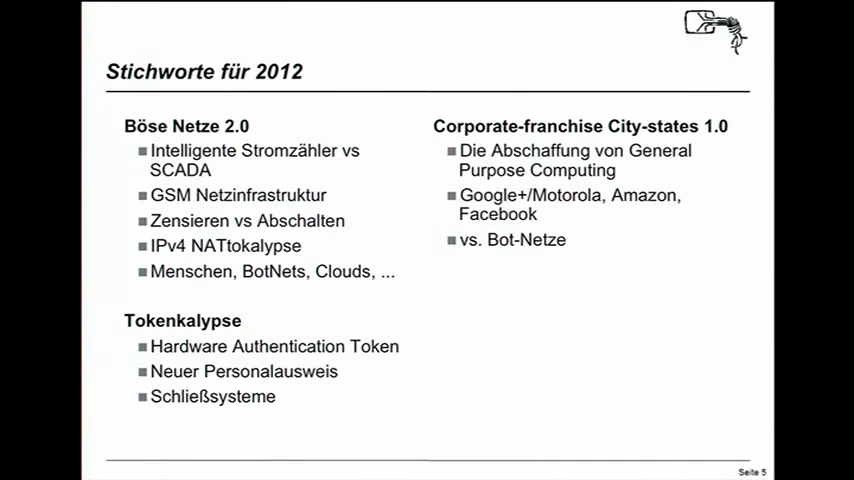 Stichworte für 2012
Böse Netze 2.0
Intelligente Stromzähler vs
SCADA
GSM Netzinfrastruktur
Zensieren vs Abschalten
IPv4 NATtokalypse
Menschen, BotNets, Clouds, ...
Tokenkalypse
Hardware Authentication Token
Neuer Personalausweis
Schließsysteme
Corporate-franchise City-states 1.0
Die Abschaffung von General
Purpose Computing
Google+/Motorola, Amazon,
Facebook
vs. Bot-Netze
Seite 5